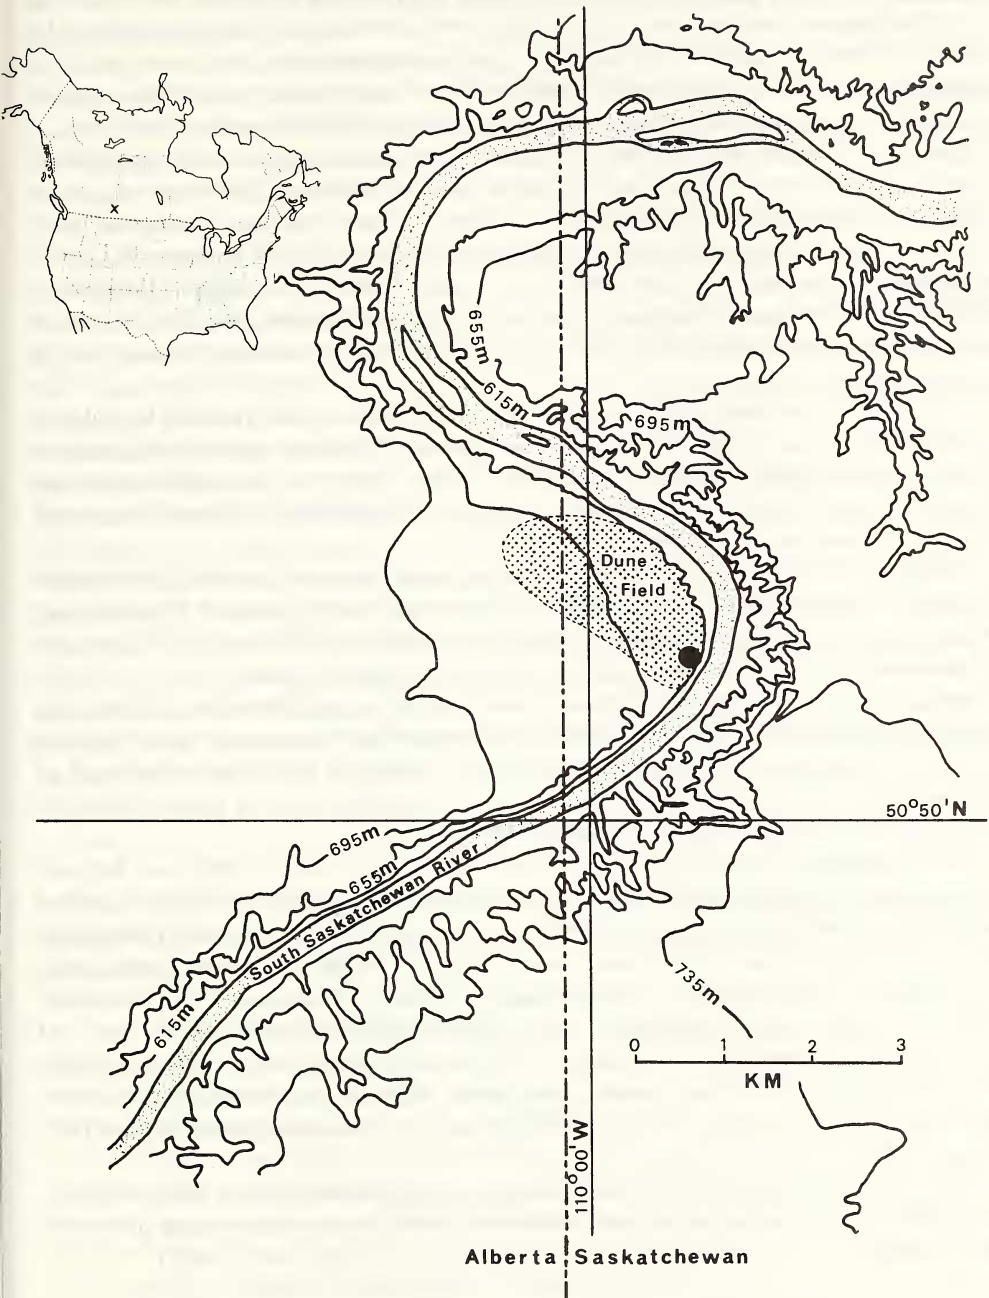 x
655m
615m
695m
Dune
Field
50°50'N
695m
655m
South Saskatchewan River
615m
735m
0 1 2 3
KM
110°00'W
Alberta Saskatchewan